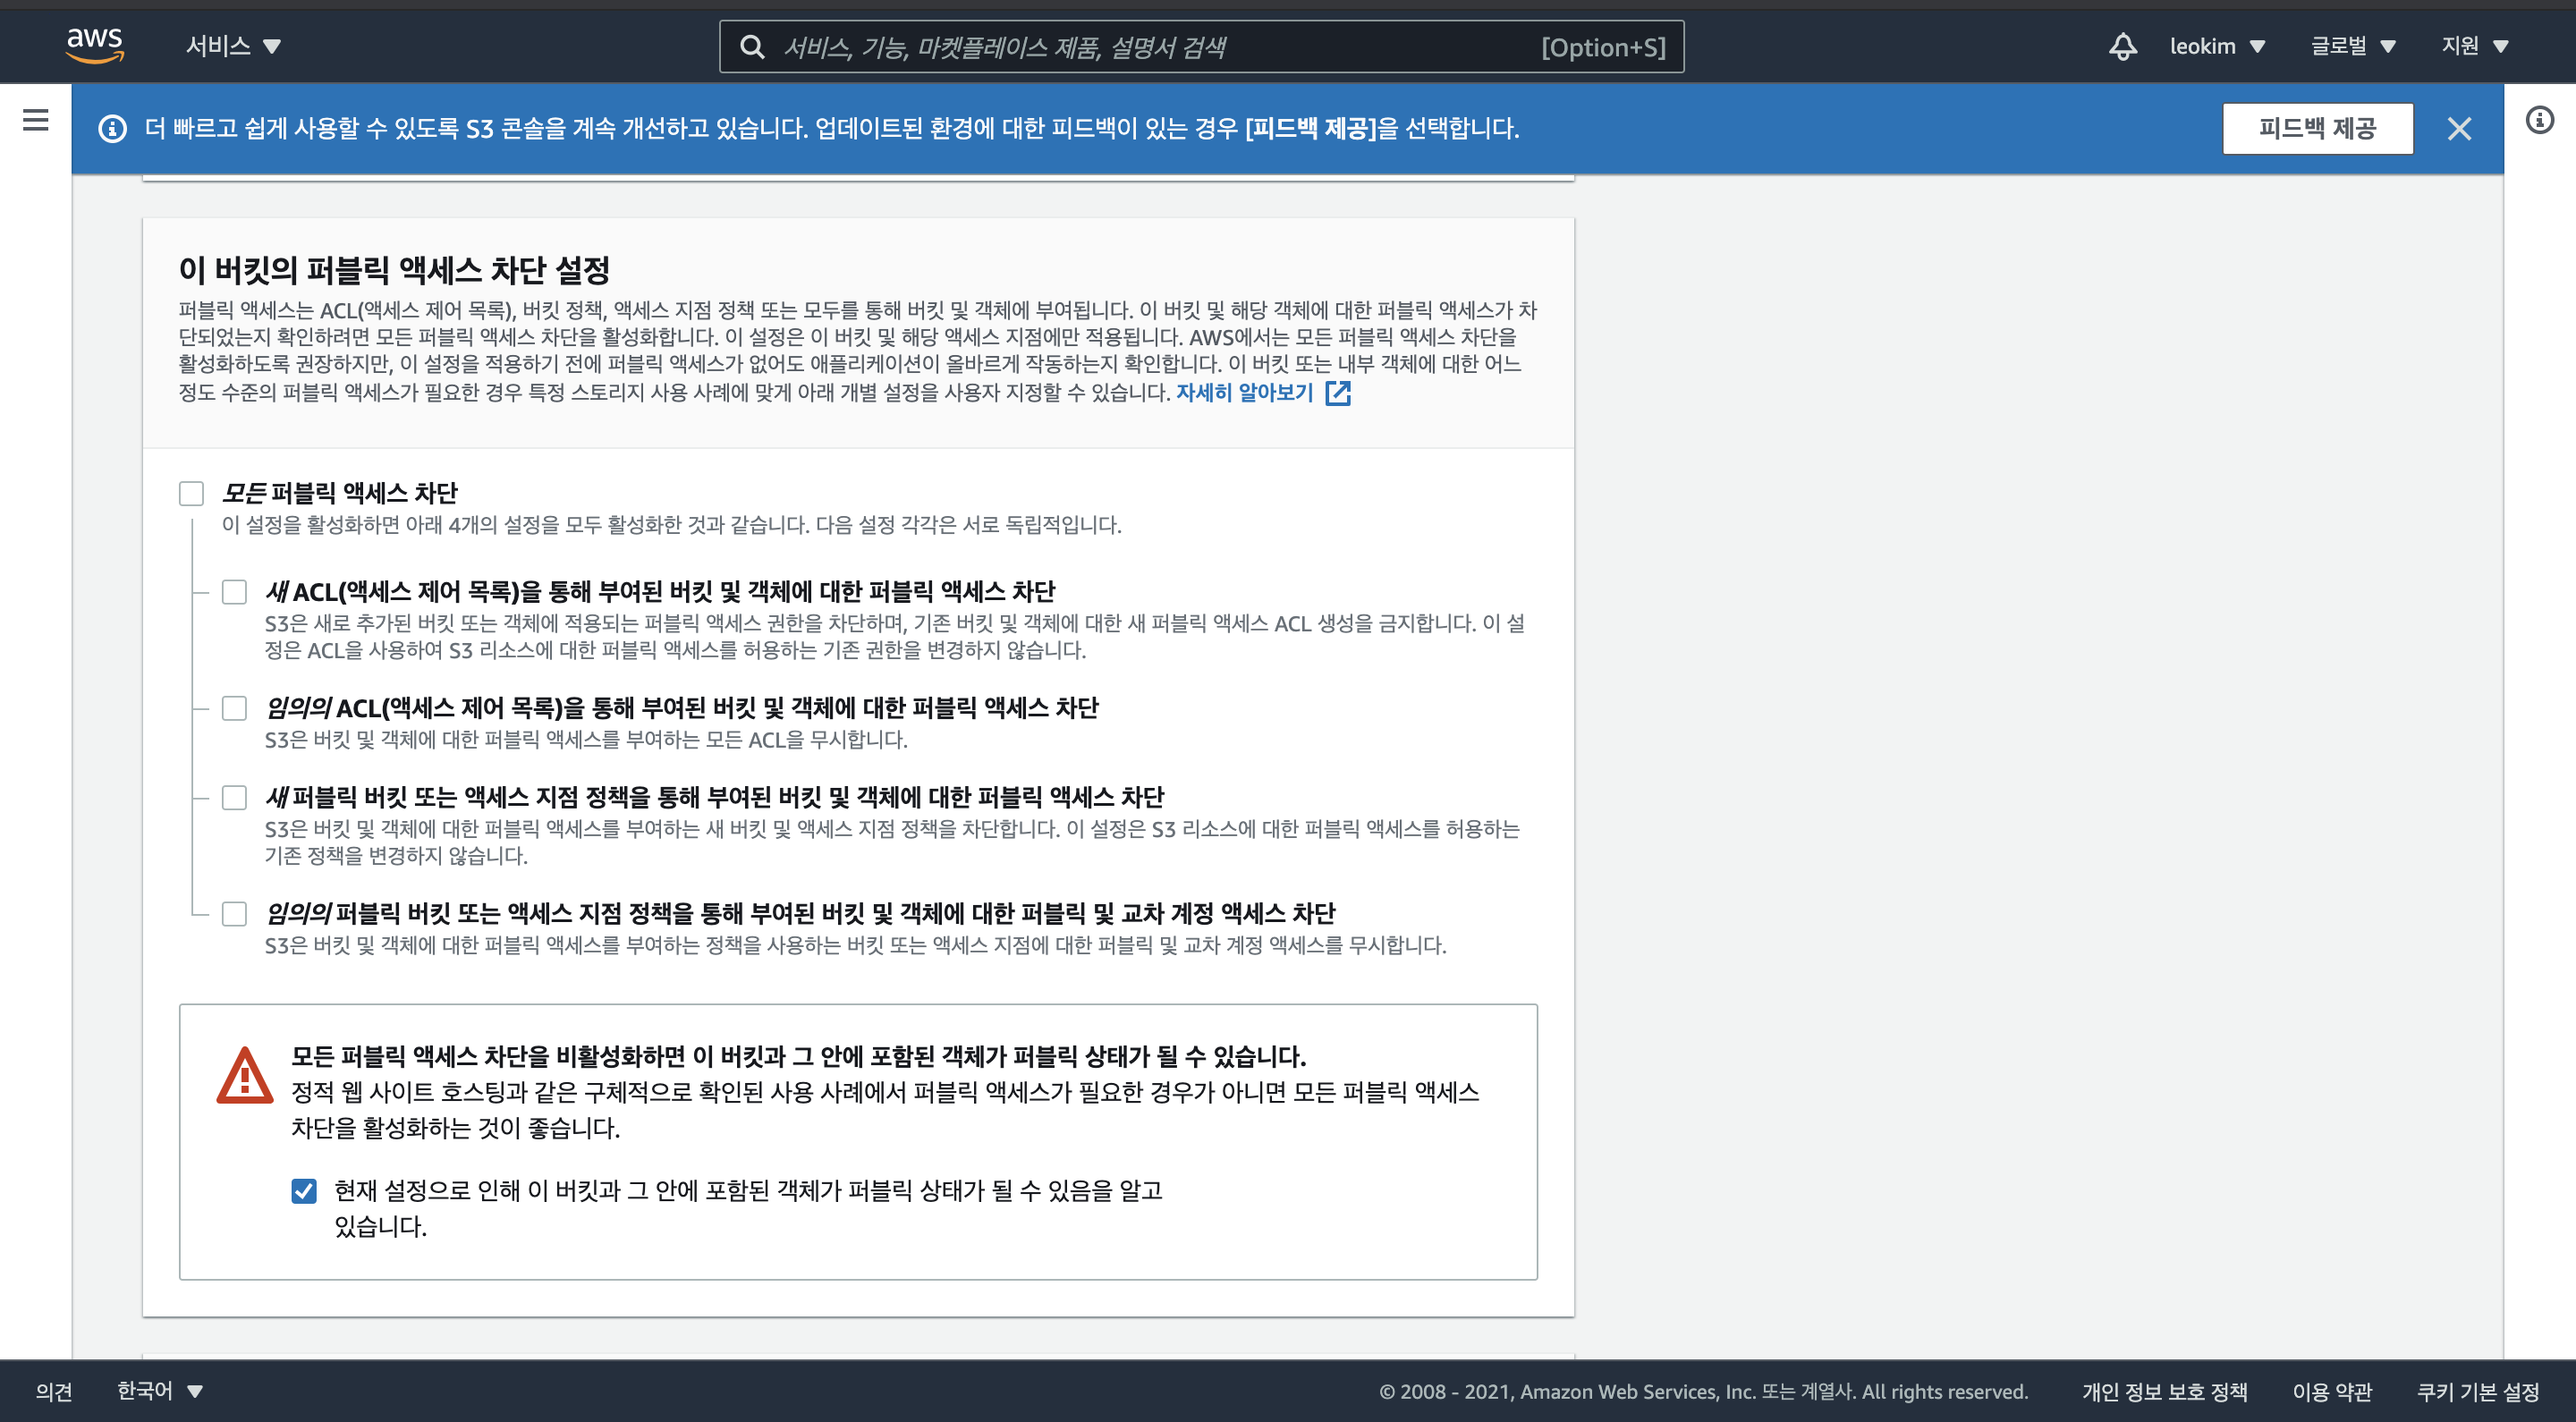 aws
서비스
서비스, 기능, 마켓플레이스 제품, 설명서 검색
[Option+S]
leokim
글로벌
지원
더 빠르고 쉽게 사용할 수 있도록 S3 콘솔을 계속 개선하고 있습니다. 업데이트된 환경에 대한 피드백이 있는 경우 [피드백 제공]을 선택합니다.
피드백 제공
이 버킷의 퍼블릭 액세스 차단 설정
퍼블릭 액세스는 ACL(액세스 제어 목록), 버킷 정책, 액세스 지점 정책 또는 모두를 통해 버킷 및 객체에 부여됩니다. 이 버킷 및 해당 객체에 대한 퍼블릭 액세스가 차
단되었는지 확인하려면 모든 퍼블릭 액세스 차단을 활성화합니다. 이 설정은 이 버킷 및 해당 액세스 지점에만 적용됩니다. AWS에서는 모든 퍼블릭 액세스 차단을
활성화하도록 권장하지만, 이 설정을 적용하기 전에 퍼블릭 액세스가 없어도 애플리케이션이 올바르게 작동하는지 확인합니다. 이 버킷 또는 내부 객체에 대한 어느
정도 수준의 퍼블릭 액세스가 필요한 경우 특정 스토리지 사용 사례에 맞게 아래 개별 설정을 사용자 지정할 수 있습니다. 자세히 알아보기
모든 퍼블릭 액세스 차단
이 설정을 활성화하면 아래 4개의 설정을 모두 활성화한 것과 같습니다. 다음 설정 각각은 서로 독립적입니다.
새 ACL(액세스 제어 목록)을 통해 부여된 버킷 및 객체에 대한 퍼블릭 액세스 차단
S3은 새로 추가된 버킷 또는 객체에 적용되는 퍼블릭 액세스 권한을 차단하며, 기존 버킷 및 객체에 대한 새 퍼블릭 액세스 ACL 생성을 금지합니다. 이 설
정은 ACL을 사용하여 S3 리소스에 대한 퍼블릭 액세스를 허용하는 기존 권한을 변경하지 않습니다.
임의의 ACL(액세스 제어 목록)을 통해 부여된 버킷 및 객체에 대한 퍼블릭 액세스 차단
S3은 버킷 및 객체에 대한 퍼블릭 액세스를 부여하는 모든 ACL을 무시합니다.
새 퍼블릭 버킷 또는 액세스 지점 정책을 통해 부여된 버킷 및 객체에 대한 퍼블릭 액세스 차단
S3은 버킷 및 객체에 대한 퍼블릭 액세스를 부여하는 새 버킷 및 액세스 지점 정책을 차단합니다. 이 설정은 S3 리소스에 대한 퍼블릭 액세스를 허용하는
기존 정책을 변경하지 않습니다.
임의의 퍼블릭 버킷 또는 액세스 지점 정책을 통해 부여된 버킷 및 객체에 대한 퍼블릭 및 교차 계정 액세스 차단
S3은 버킷 및 객체에 대한 퍼블릭 액세스를 부여하는 정책을 사용하는 버킷 또는 액세스 지점에 대한 퍼블릭 및 교차 계정 액세스를 무시합니다.
모든 퍼블릭 액세스 차단을 비활성화하면 이 버킷과 그 안에 포함된 객체가 퍼블릭 상태가 될 수 있습니다.
정적 웹 사이트 호스팅과 같은 구체적으로 확인된 사용 사례에서 퍼블릭 액세스가 필요한 경우가 아니면 모든 퍼블릭 액세스
차단을 활성화하는 것이 좋습니다.
현재 설정으로 인해 이 버킷과 그 안에 포함된 객체가 퍼블릭 상태가 될 수 있음을 알고
있습니다.
의견
한국어
© 2008 - 2021, Amazon Web Services, Inc. 또는 계열사. All rights reserved.
개인 정보 보호 정책
이용 약관
쿠키 기본 설정